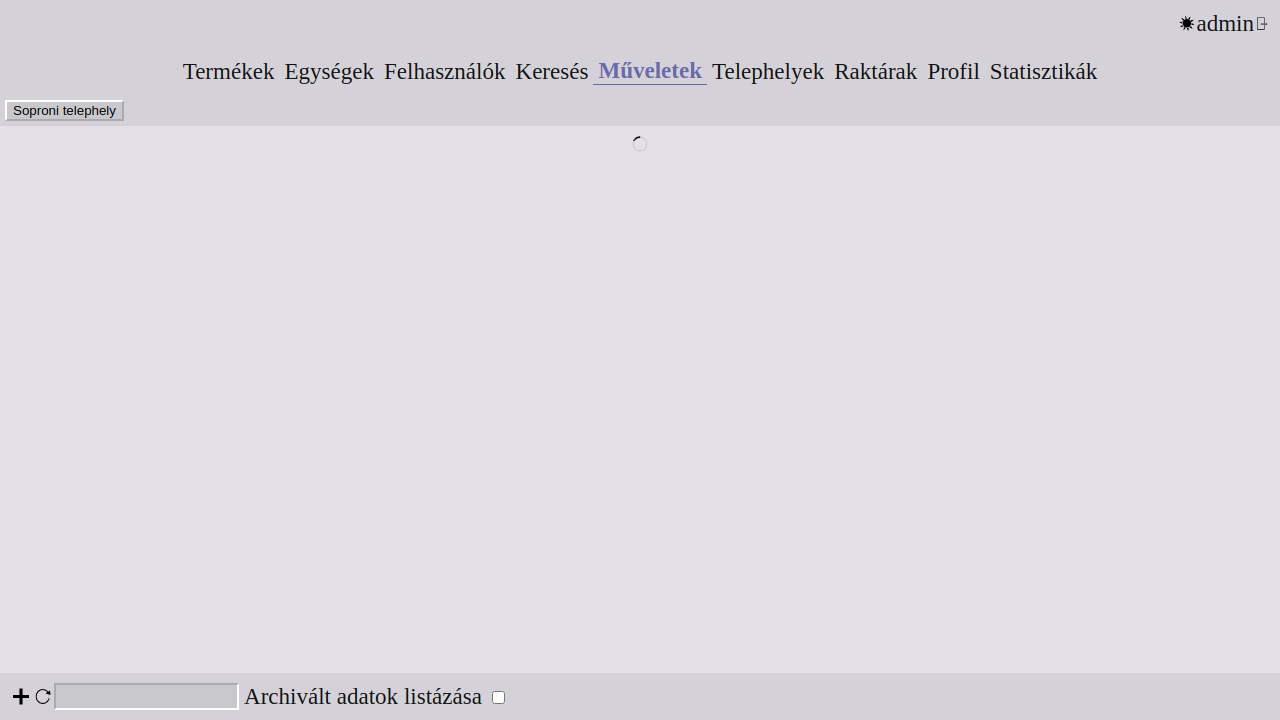 admin
Termékek Egységek Felhasználók Keresés Műveletek Telephelyek Raktárak Profil Statisztikák
Soproni telephely
Archivált adatok listázása